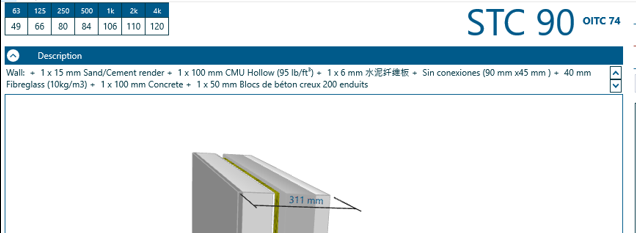 63 125 250 500 1k 2k 4k
49 66 80 84 106 110 120
STC 90 OITC 74
Description
Wall: + 1 x 15 mm Sand/Cement render + 1 x 100 mm CMU Hollow (95 lb/ft³) + 1 x 6 mm 水泥纤维板 + Sin conexiones (90 mm x45 mm ) + 40 mm
Fibreglass (10kg/m3) + 1 x 100 mm Concrete + 1 x 50 mm Blocs de béton creux 200 enduits
311 mm